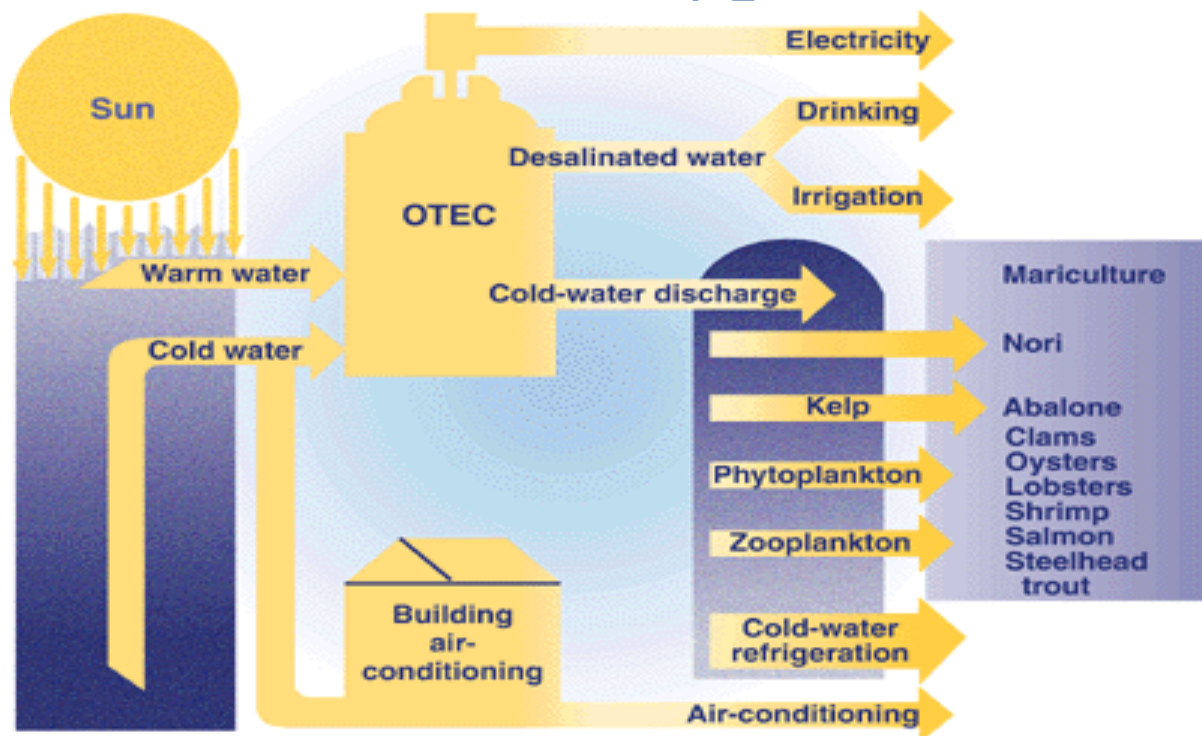 Electricity
Sun
Drinking
Desalinated water
Irrigation
OTEC
Warm water
Cold-water discharge
Cold water
Mariculture
Nori
Kelp
Abalone
Clams
Oysters
Lobsters
Shrimp
Salmon
Steelhead
trout
Phytoplankton
Zooplankton
Building
air-
conditioning
Cold-water
refrigeration
Air-conditioning